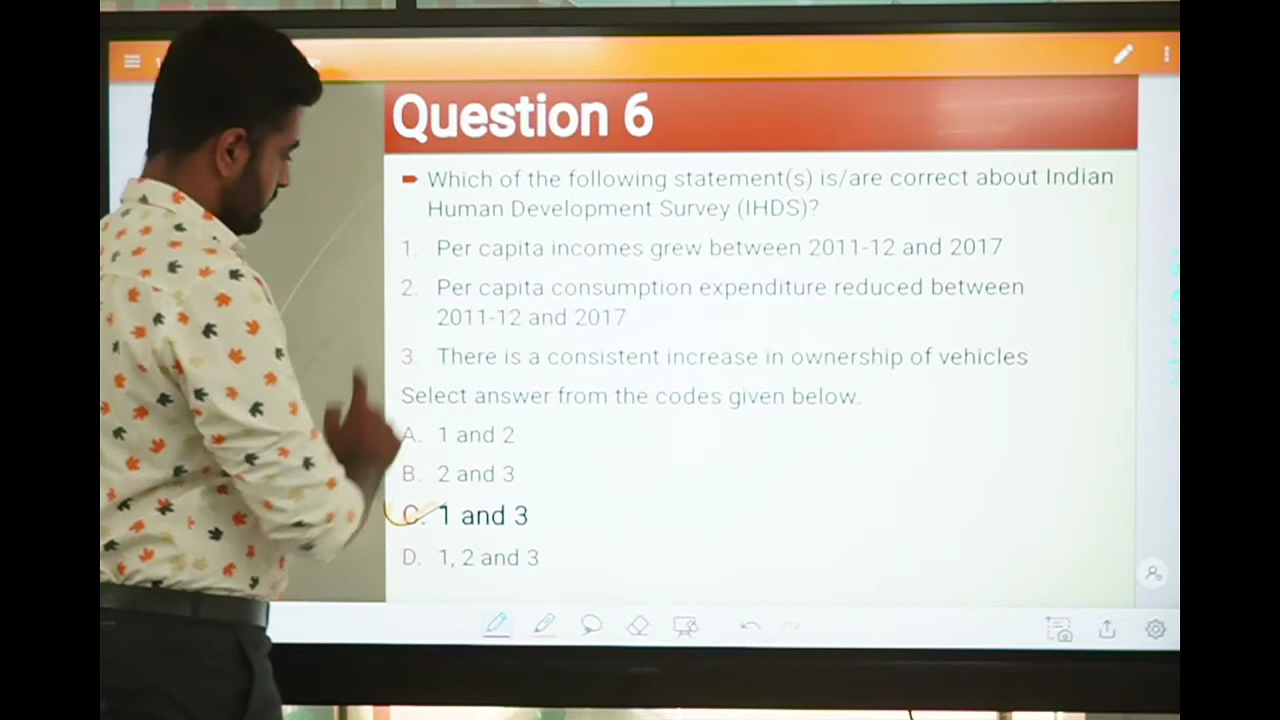 Question 6
Which of the following statement(s) is/are correct about Indian
Human Development Survey (IHDS)?
1. Per capita incomes grew between 2011-12 and 2017
2. Per capita consumption expenditure reduced between
2011-12 and 2017
3. There is a consistent increase in ownership of vehicles
Select answer from the codes given below.
A. 1 and 2
B. 2 and 3
C. 1 and 3
D. 1, 2 and 3